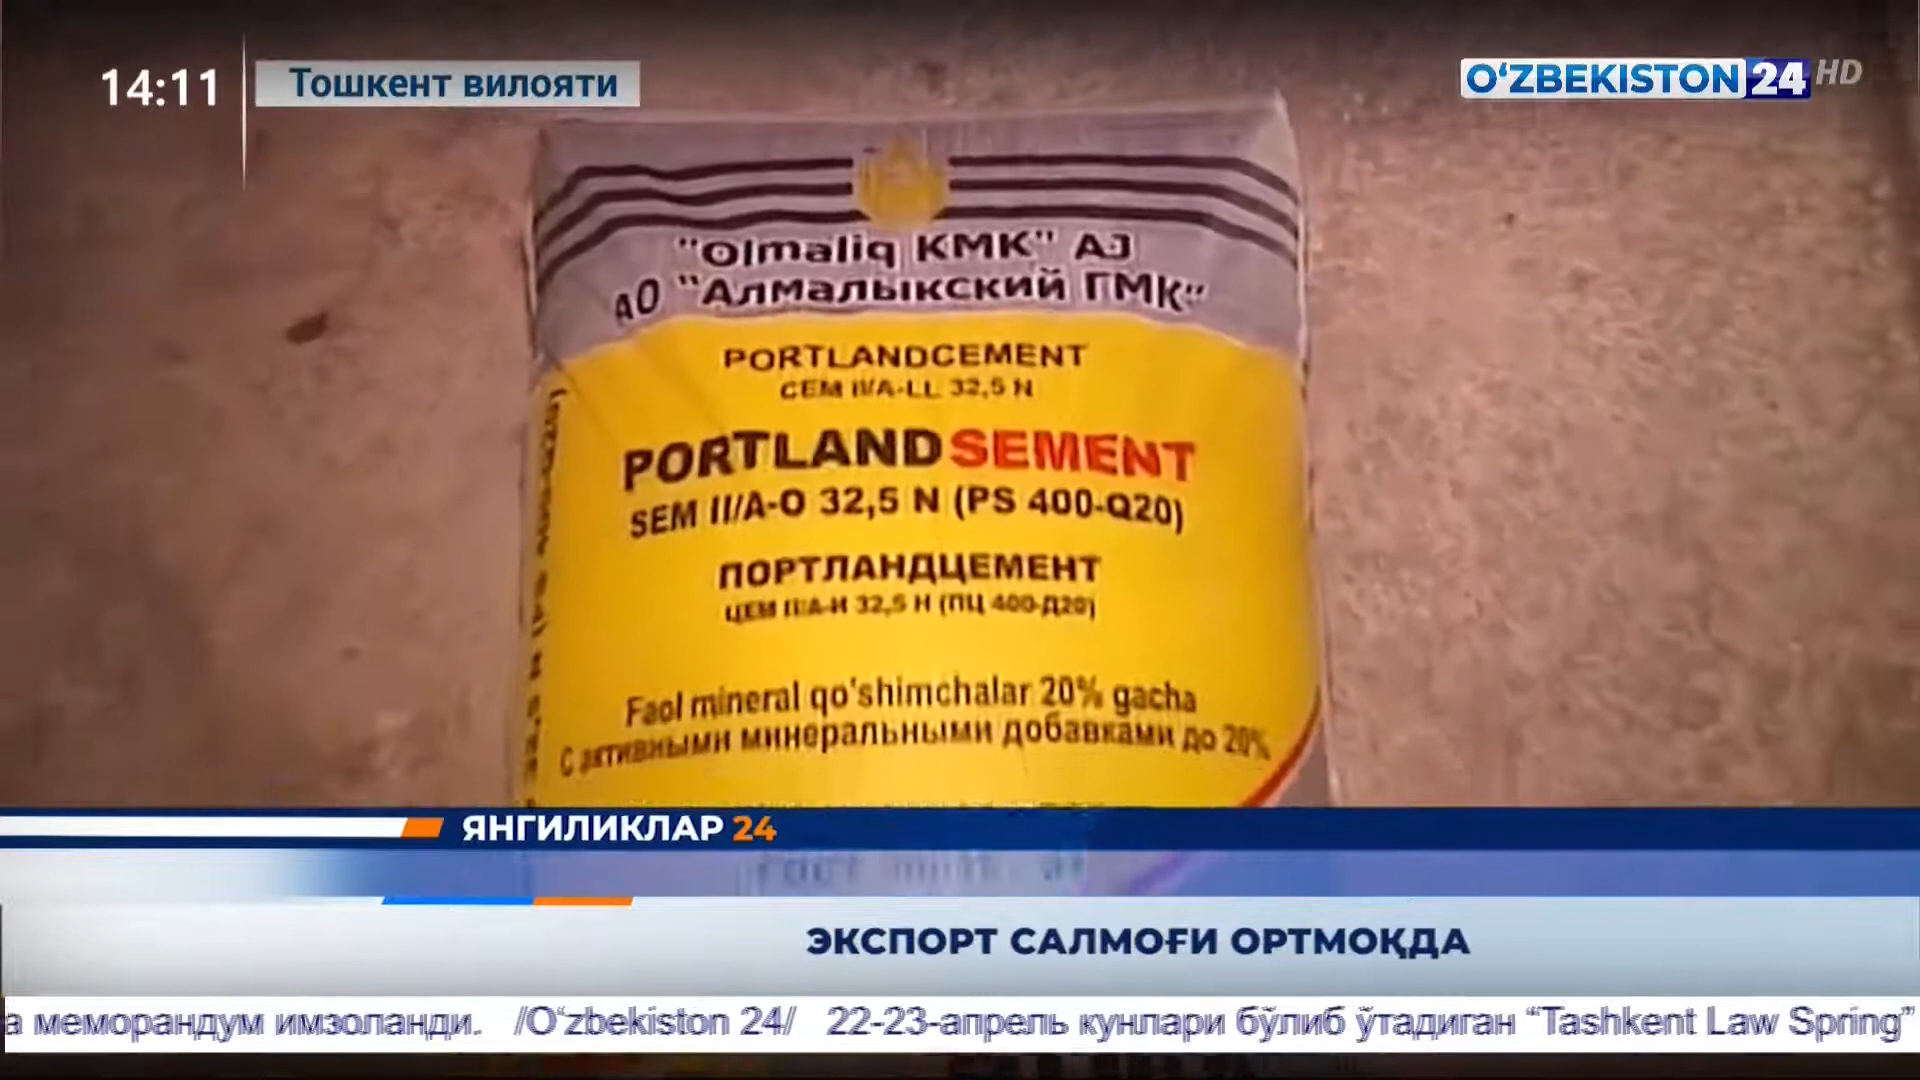 14:11
Тошкент вилояти
O‘ZBEKISTON 24 HD
"Olmaliq KMK" AJ
АО "Алмалыкский ГМК"
PORTLANDCEMENT
CEM II/A-LL 32,5 N
PORTLANDSEMENT
SEM II/A-O 32,5 N (PS 400-Q20)
ПОРТЛАНДЦЕМЕНТ
ЦЕМ II/А-И 32,5 Н (ПЦ 400-Д20)
Faol mineral qo'shimchalar 20% gacha
С активными минеральными добавками до 20%
ЯНГИЛИКЛАР 24
ЭКСПОРТ САЛМОҒИ ОРТМОҚДА
а меморандум имзоланди. /O‘zbekiston 24/ 22-23-апрель кунлари бўлиб ўтадиган “Tashkent Law Spring”